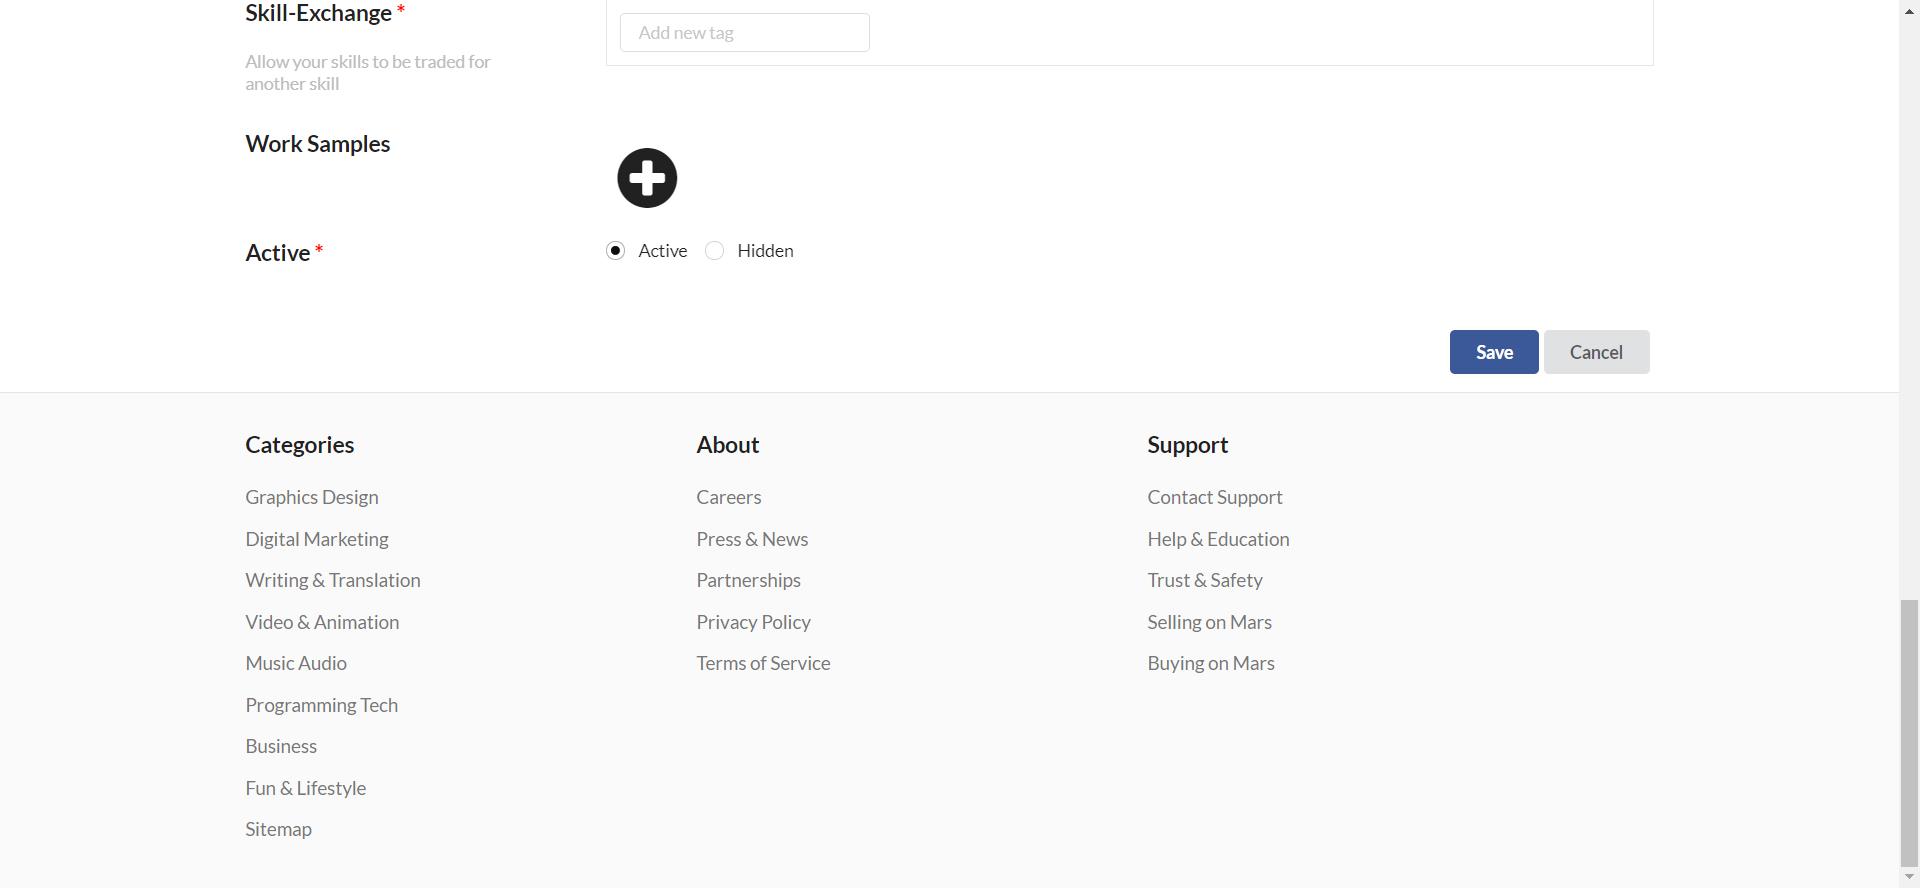 Skill-Exchange *
Add new tag
Allow your skills to be traded for
another skill
Work Samples
Active *
Active Hidden
Save Cancel
Categories
Graphics Design
Digital Marketing
Writing & Translation
Video & Animation
Music Audio
Programming Tech
Business
Fun & Lifestyle
Sitemap
About
Careers
Press & News
Partnerships
Privacy Policy
Terms of Service
Support
Contact Support
Help & Education
Trust & Safety
Selling on Mars
Buying on Mars